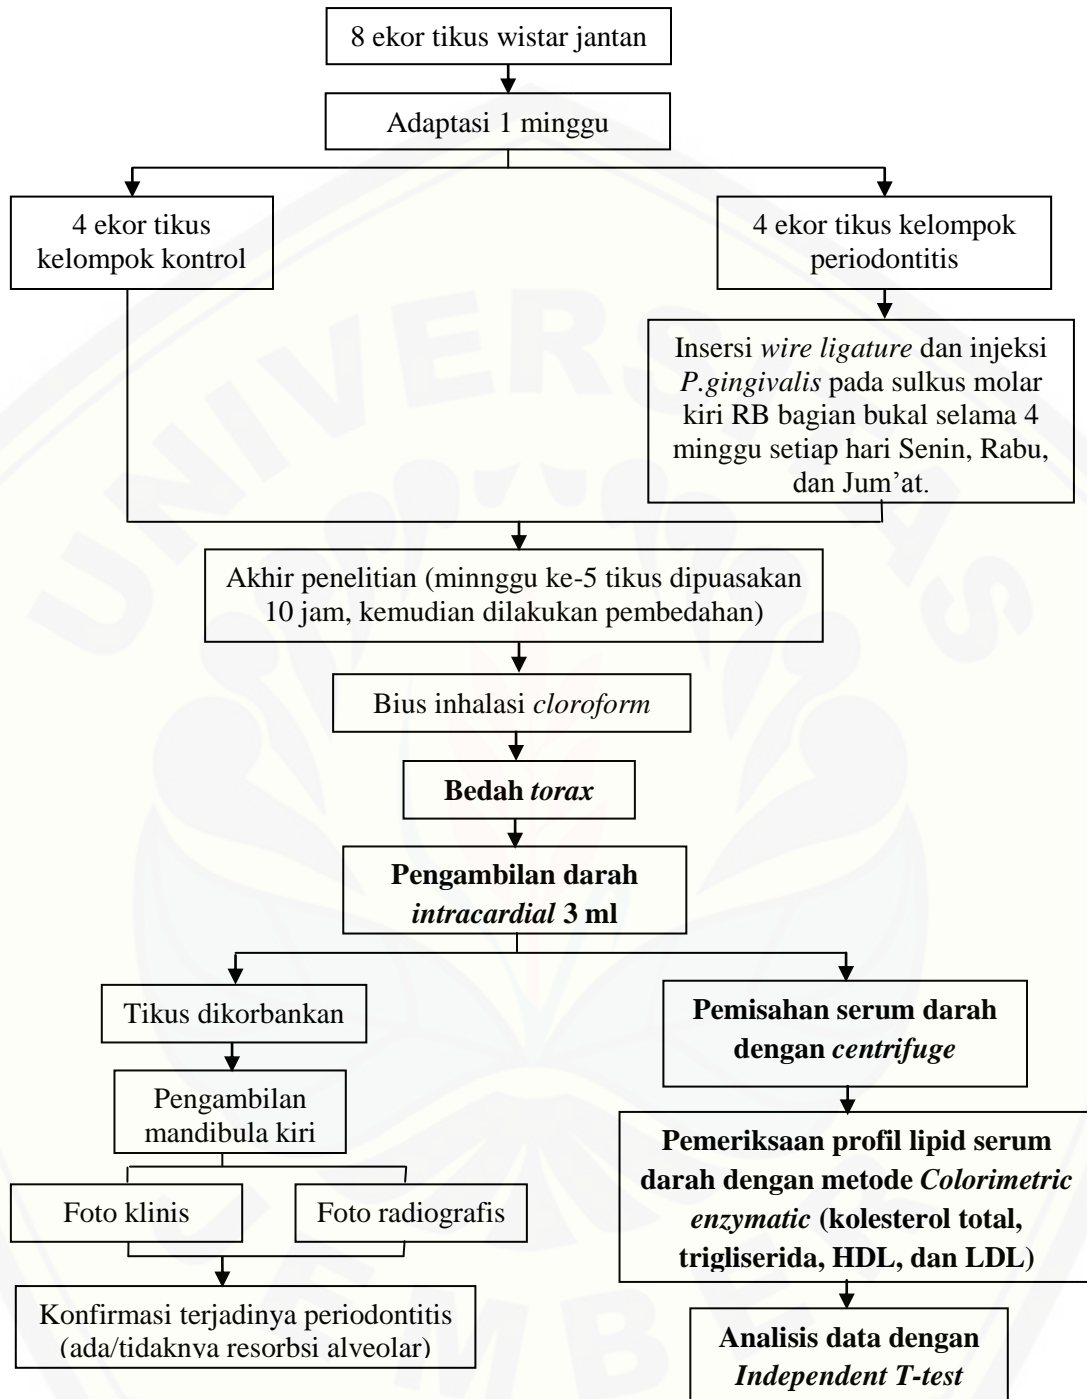 8 ekor tikus wistar jantan
Adaptasi 1 minggu
4 ekor tikus
kelompok kontrol
4 ekor tikus kelompok
periodontitis
Insersi wire ligature dan injeksi
P.gingivalis pada sulkus molar
kiri RB bagian bukal selama 4
minggu setiap hari Senin, Rabu,
dan Jum’at.
Akhir penelitian (minnggu ke-5 tikus dipuasakan
10 jam, kemudian dilakukan pembedahan)
Bius inhalasi cloroform
Bedah torax
Pengambilan darah
intracardial 3 ml
Tikus dikorbankan
Pengambilan
mandibula kiri
Foto klinis
Foto radiografis
Konfirmasi terjadinya periodontitis
(ada/tidaknya resorbsi alveolar)
Pemisahan serum darah
dengan centrifuge
Pemeriksaan profil lipid serum
darah dengan metode Colorimetric
enzymatic (kolesterol total,
trigliserida, HDL, dan LDL)
Analisis data dengan
Independent T-test
UNIVERSITAS
JEMBER